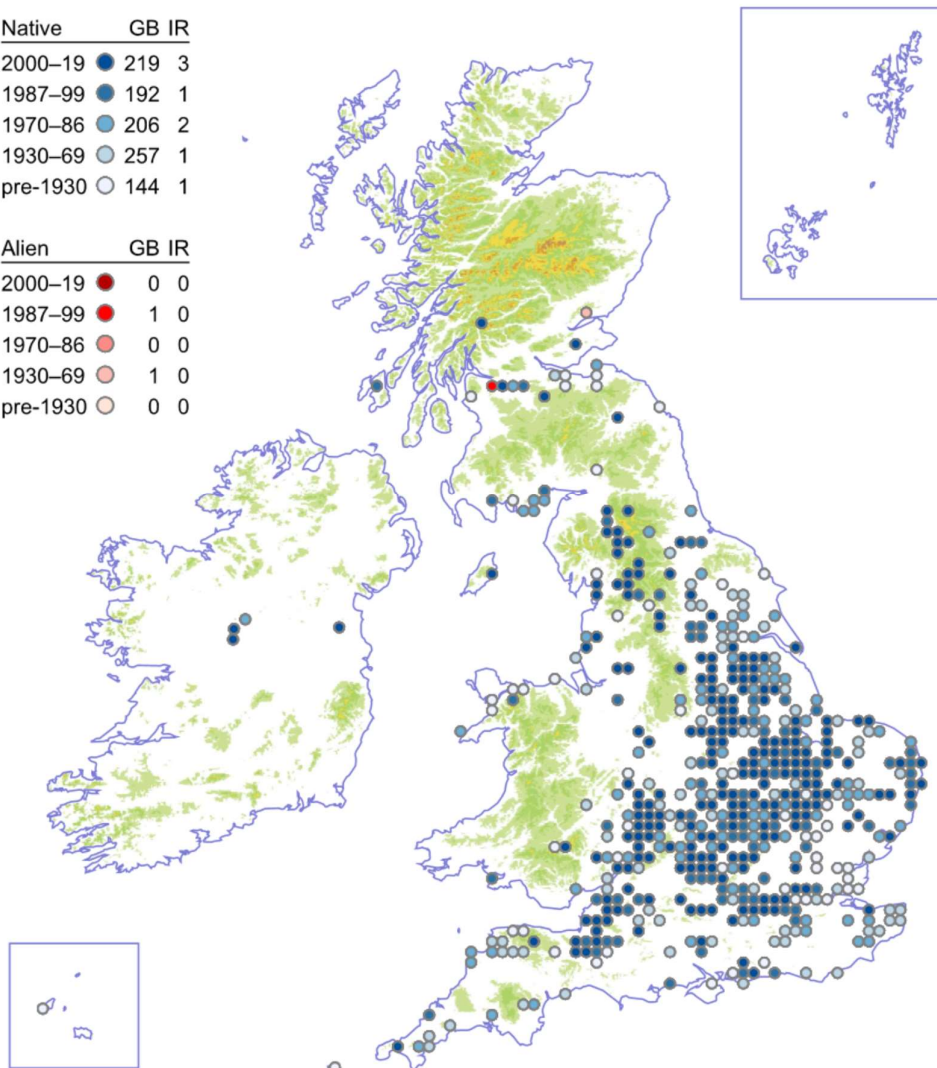 Native GB IR
2000–19 219 3
1987–99 192 1
1970–86 206 2
1930–69 257 1
pre-1930 144 1
Alien GB IR
2000–19 0 0
1987–99 1 0
1970–86 0 0
1930–69 1 0
pre-1930 0 0